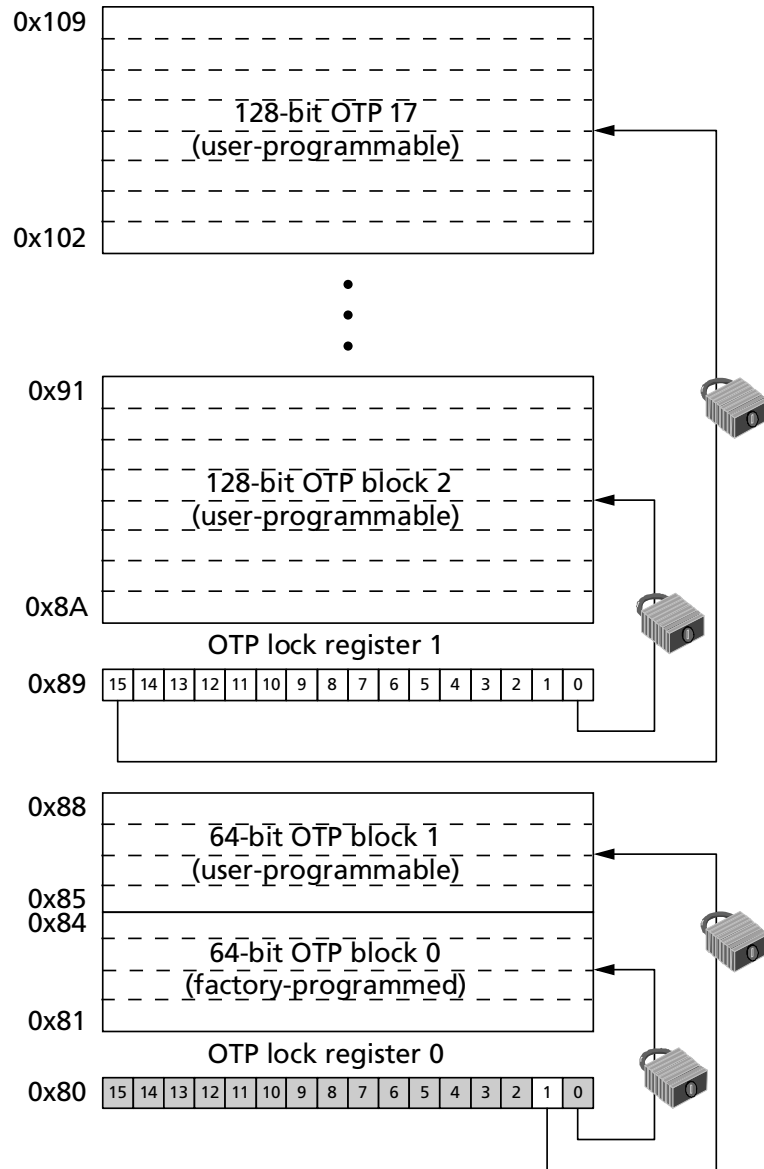 0x109
128-bit OTP 17
(user-programmable)
0x102
0x91
128-bit OTP block 2
(user-programmable)
0x8A
OTP lock register 1
0x89 15 14 13 12 11 10 9 8 7 6 5 4 3 2 1 0
0x88
64-bit OTP block 1
(user-programmable)
0x85
0x84
64-bit OTP block 0
(factory-programmed)
0x81
OTP lock register 0
0x80 15 14 13 12 11 10 9 8 7 6 5 4 3 2 1 0